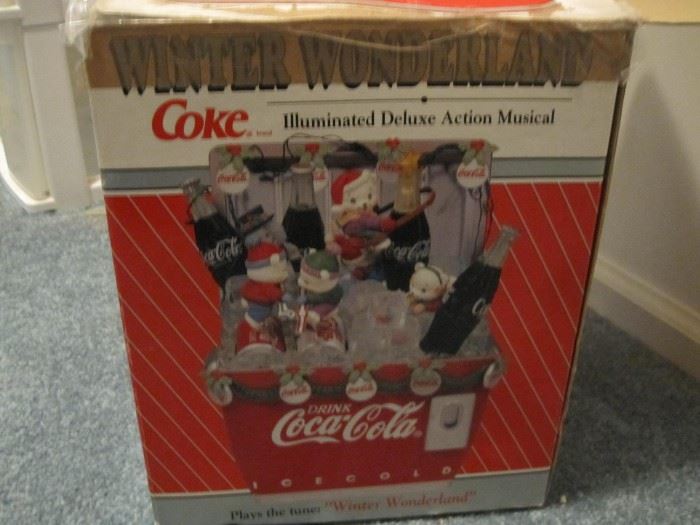 WINTER WONDERLAND
Coke
Illuminated Deluxe Action Musical
Coca-Cola
Coca-Cola
Coca-Cola
Coca-Cola
DRINK
Coca-Cola
ICE COLD
Plays the tune: "Winter Wonderland"